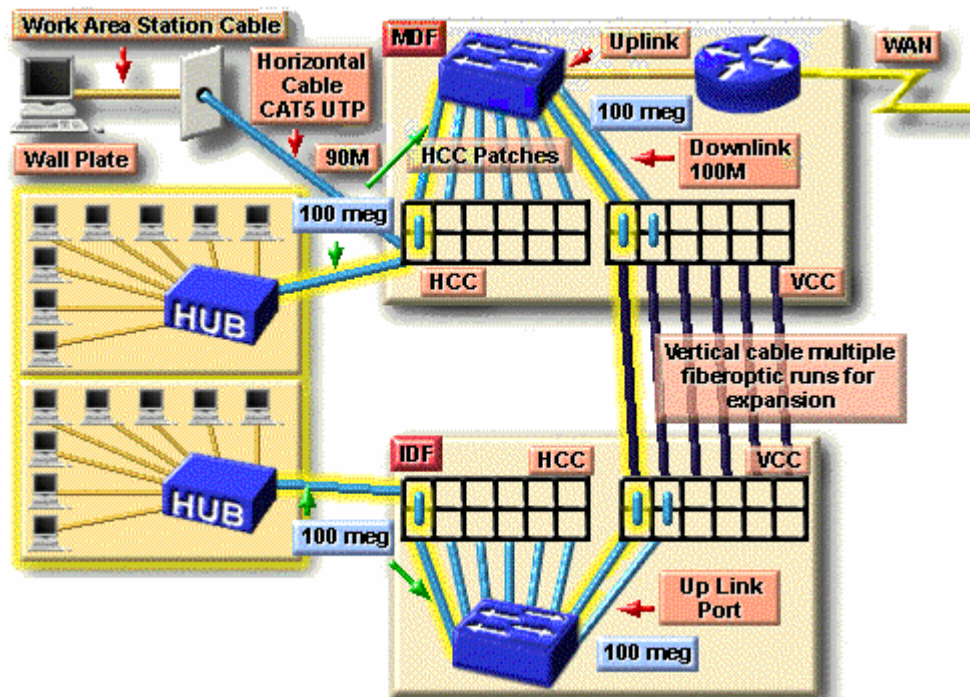 Work Area Station Cable
MDF
Uplink
WAN
Horizontal
Cable
CAT5 UTP
100 meg
Wall Plate
90M
HCC Patches
Downlink
100M
100 meg
HCC
VCC
HUB
Vertical cable multiple
fiberoptic runs for
expansion
IDF
HCC
VCC
HUB
100 meg
Up Link
Port
100 meg